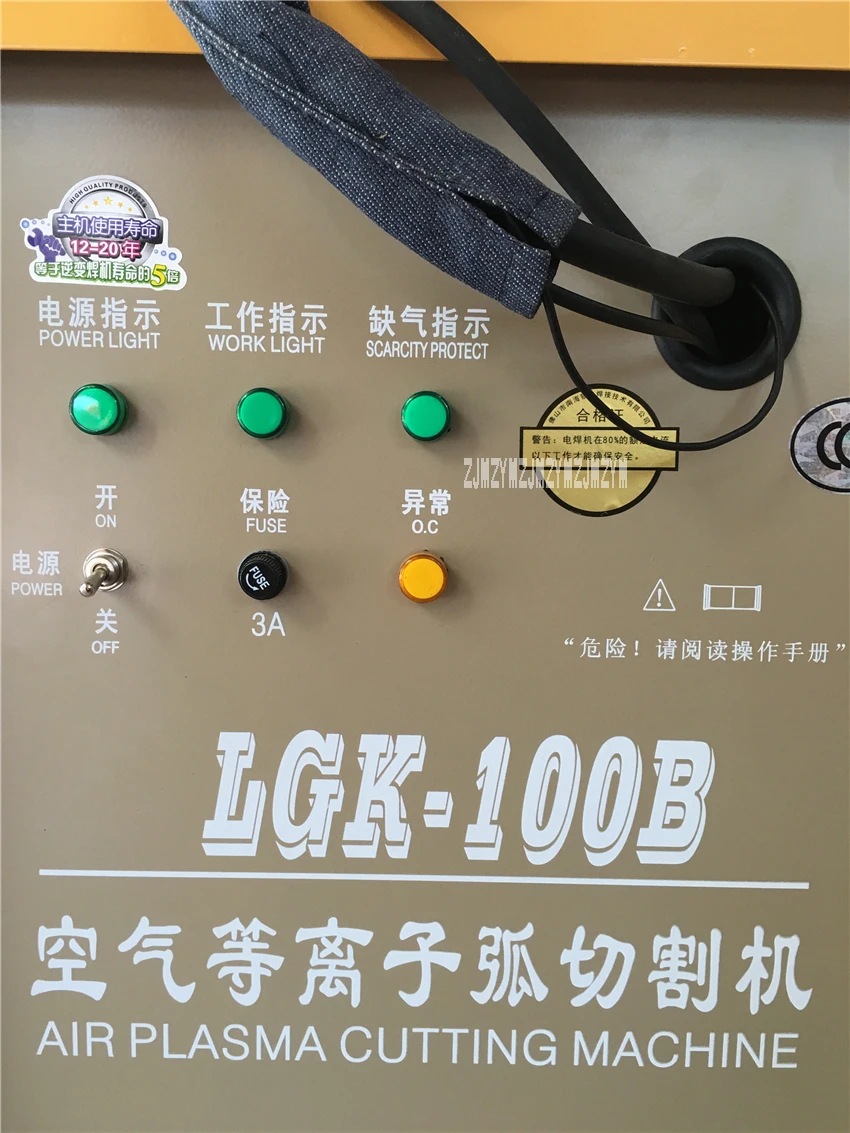 HIGH QUALITY PRODUCTS
主机使用寿命
12-20年
等于逆变焊机寿命的5倍
电源指示 工作指示 缺气指示
POWER LIGHT WORK LIGHT SCARCITY PROTECT
合格证
警告：电焊机在80%的额
以下工作才能确保安全。
ZJMZYMZJMZYMZJMZYM
开 保险 异常
ON FUSE O.C
电源
POWER
FUSE
关 3A
OFF
“危险！请阅读操作手册”
LGK-100B
空气等离子弧切割机
AIR PLASMA CUTTING MACHINE